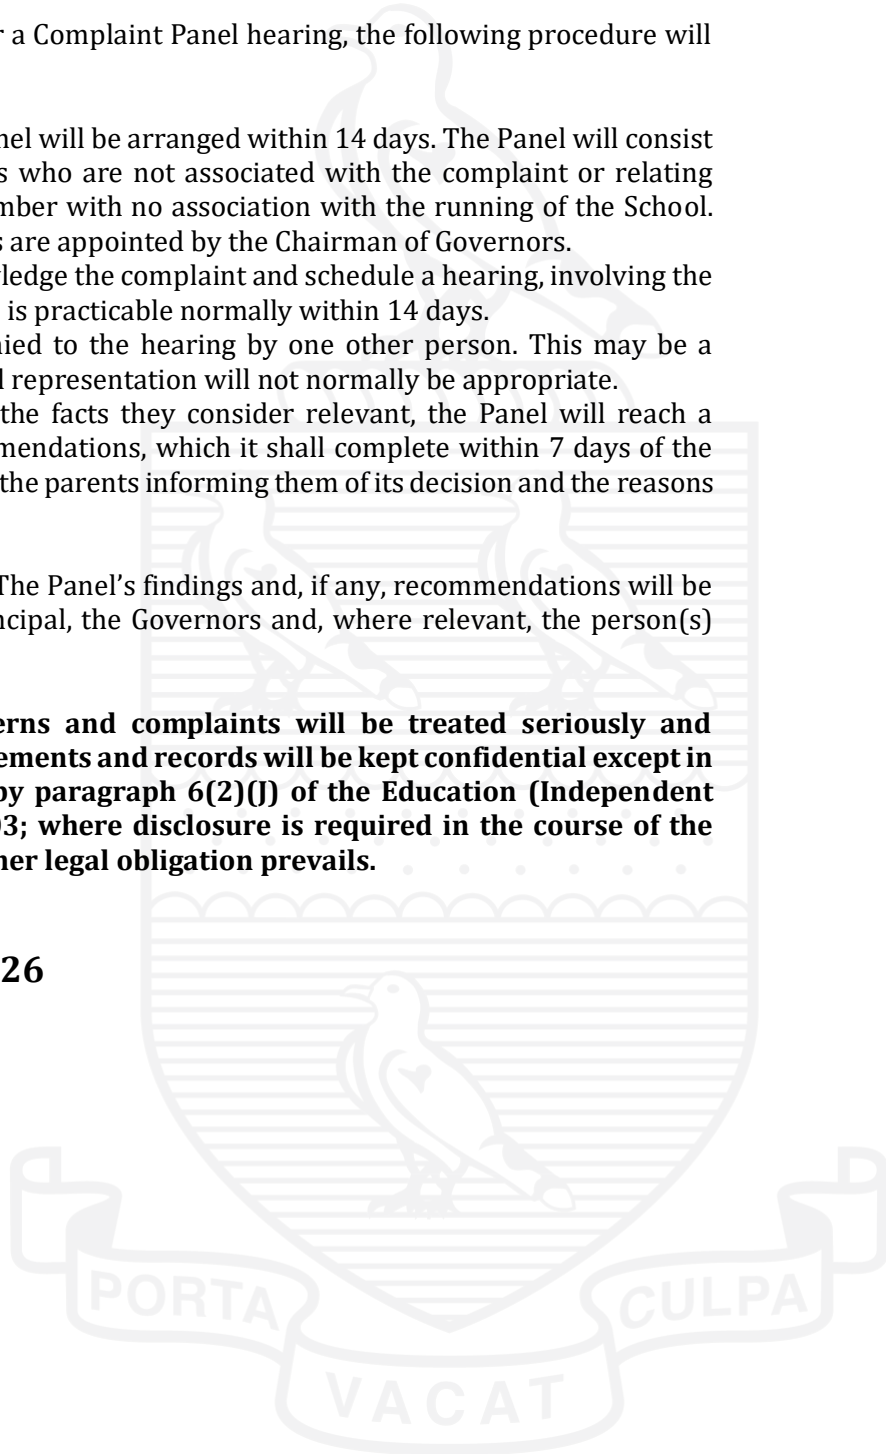 r a Complaint Panel hearing, the following procedure will
nel will be arranged within 14 days. The Panel will consist
s who are not associated with the complaint or relating
mber with no association with the running of the School.
s are appointed by the Chairman of Governors.
ledge the complaint and schedule a hearing, involving the
is practicable normally within 14 days.
nied to the hearing by one other person. This may be a
l representation will not normally be appropriate.
the facts they consider relevant, the Panel will reach a
mendations, which it shall complete within 7 days of the
the parents informing them of its decision and the reasons
The Panel’s findings and, if any, recommendations will be
ncipal, the Governors and, where relevant, the person(s)
erns and complaints will be treated seriously and
ements and records will be kept confidential except in
by paragraph 6(2)(J) of the Education (Independent
03; where disclosure is required in the course of the
her legal obligation prevails.
26
PORTA
VACAT
CULPA